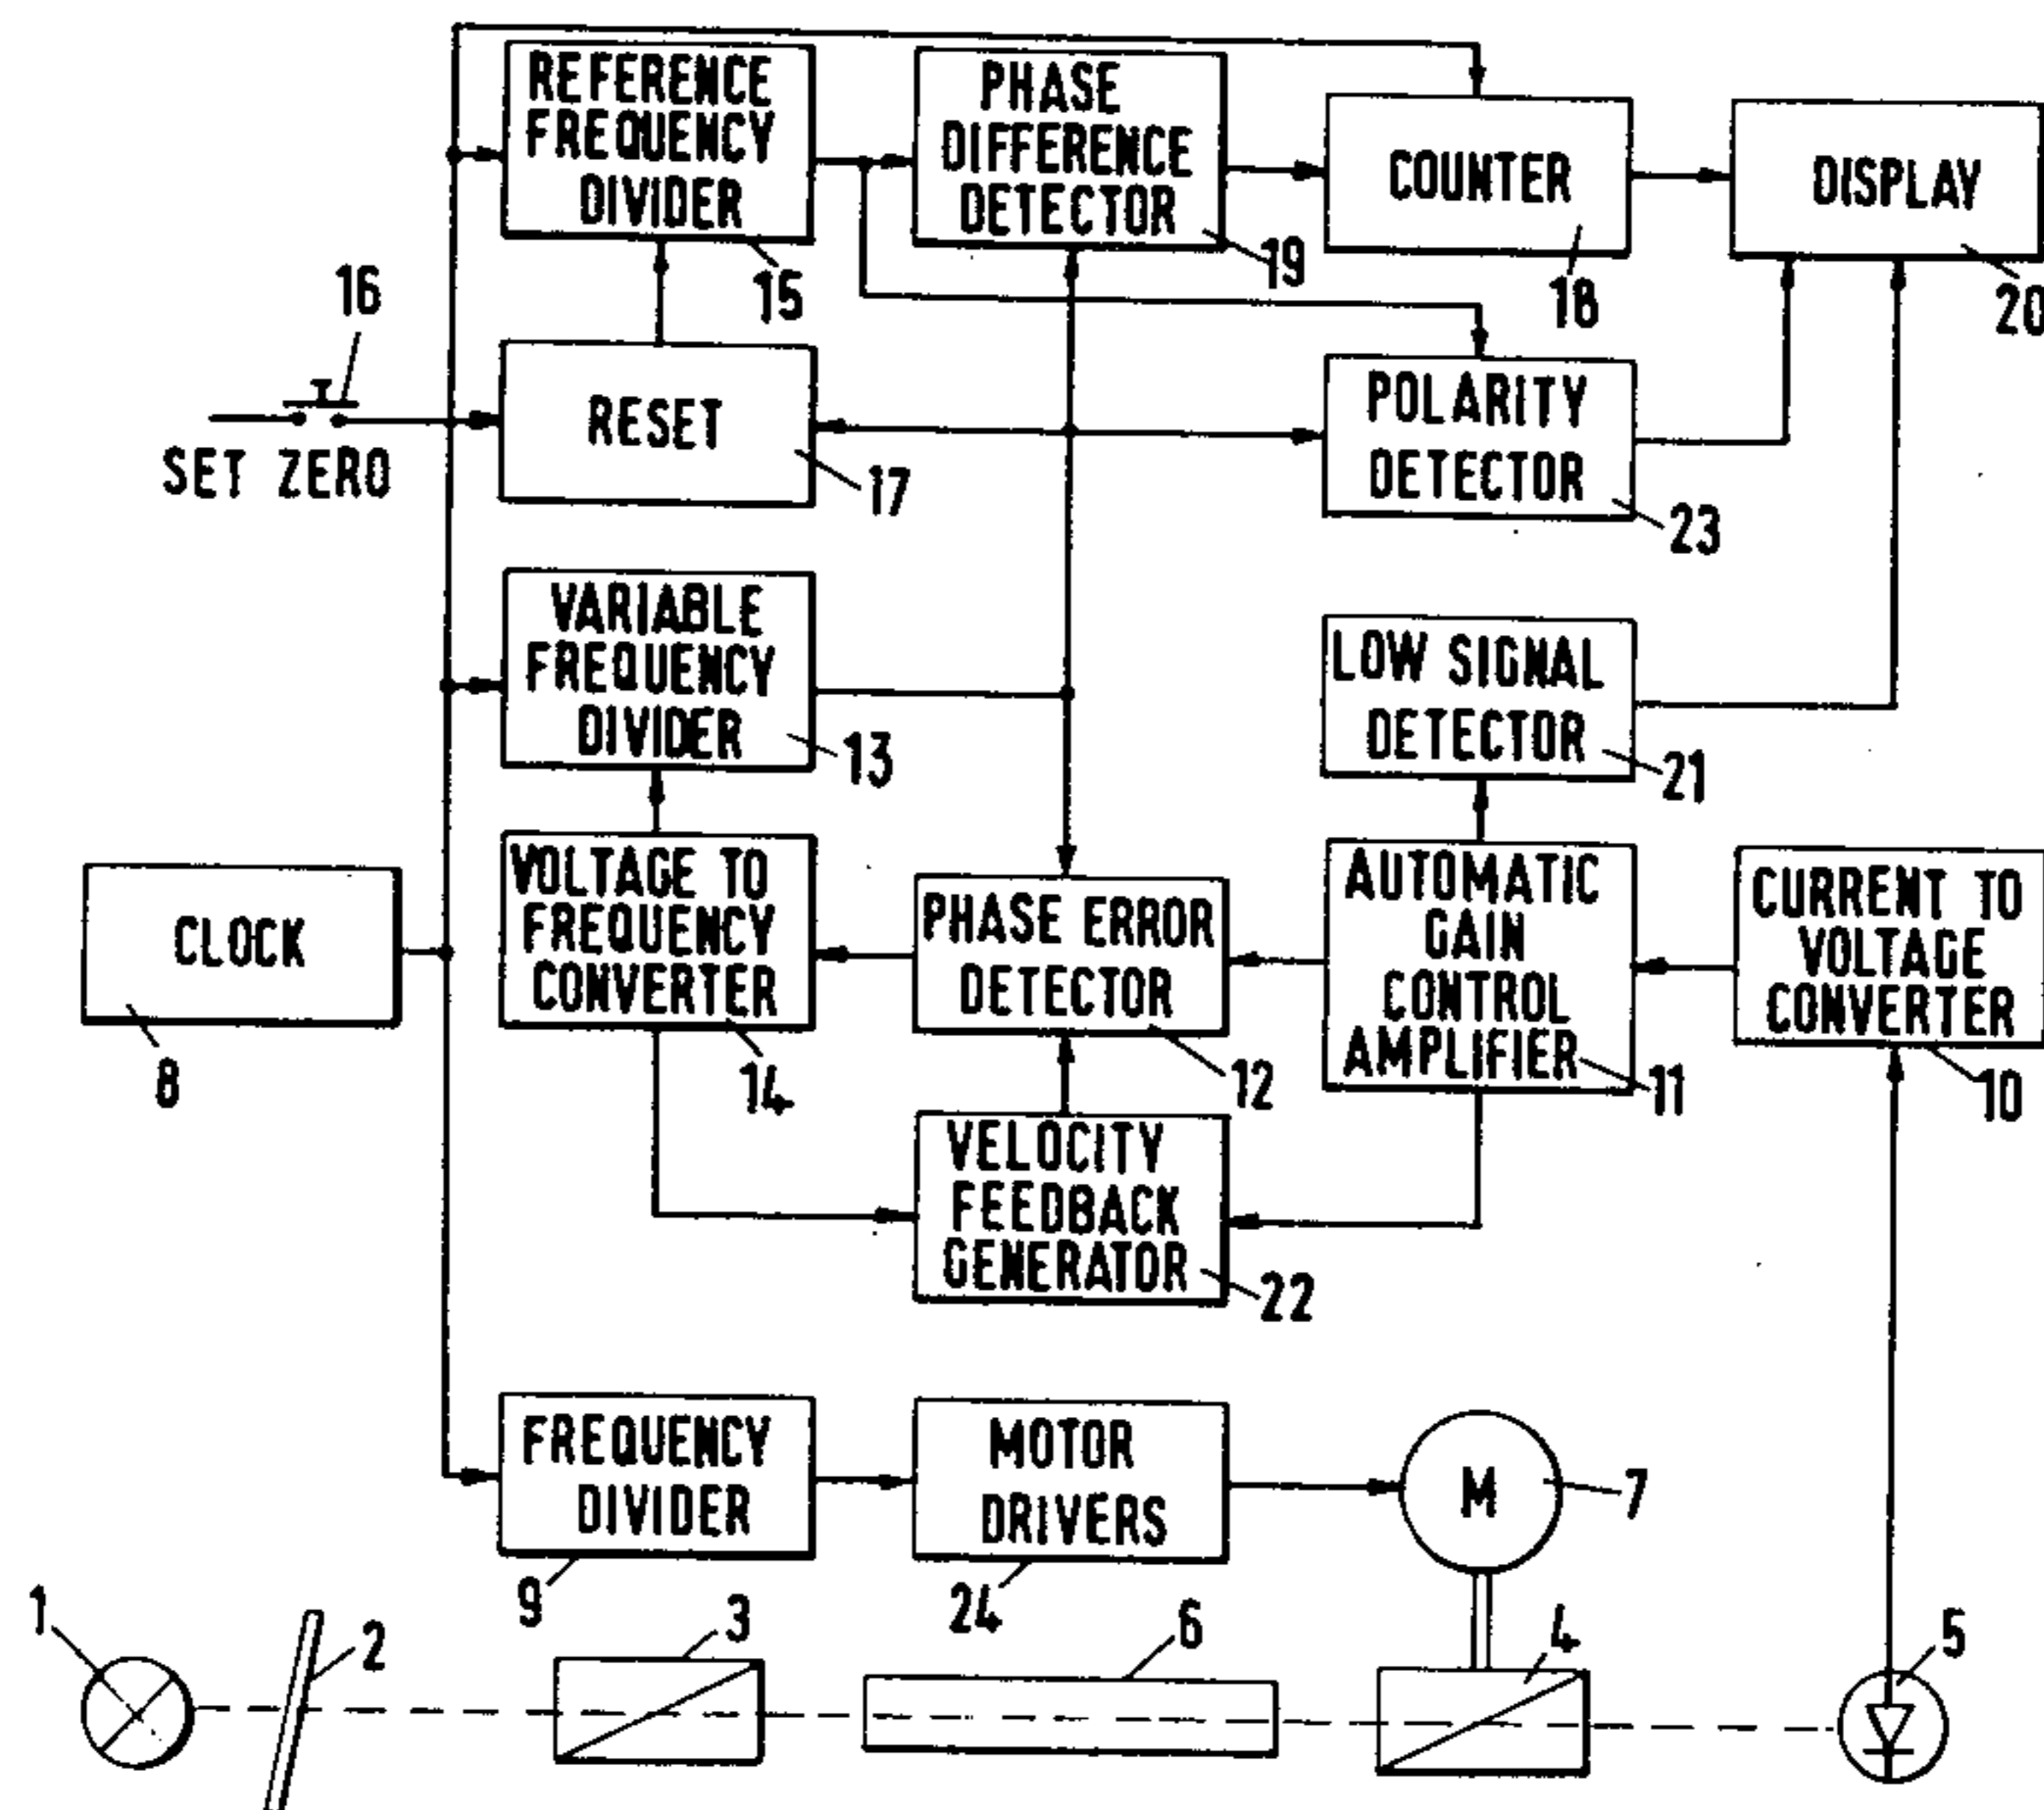 REFERENCE
FREQUENCY
DIVIDER
15
PHASE
DIFFERENCE
DETECTOR
19
COUNTER
18
DISPLAY
20
16
SET ZERO
RESET
17
POLARITY
DETECTOR
23
VARIABLE
FREQUENCY
DIVIDER
13
LOW SIGNAL
DETECTOR
21
CLOCK
8
VOLTAGE TO
FREQUENCY
CONVERTER
14
PHASE ERROR
DETECTOR
12
AUTOMATIC
GAIN
CONTROL
AMPLIFIER
11
CURRENT TO
VOLTAGE
CONVERTER
10
VELOCITY
FEEDBACK
GENERATOR
22
FREQUENCY
DIVIDER
9
MOTOR
DRIVERS
24
M
7
1
2
3
6
4
5